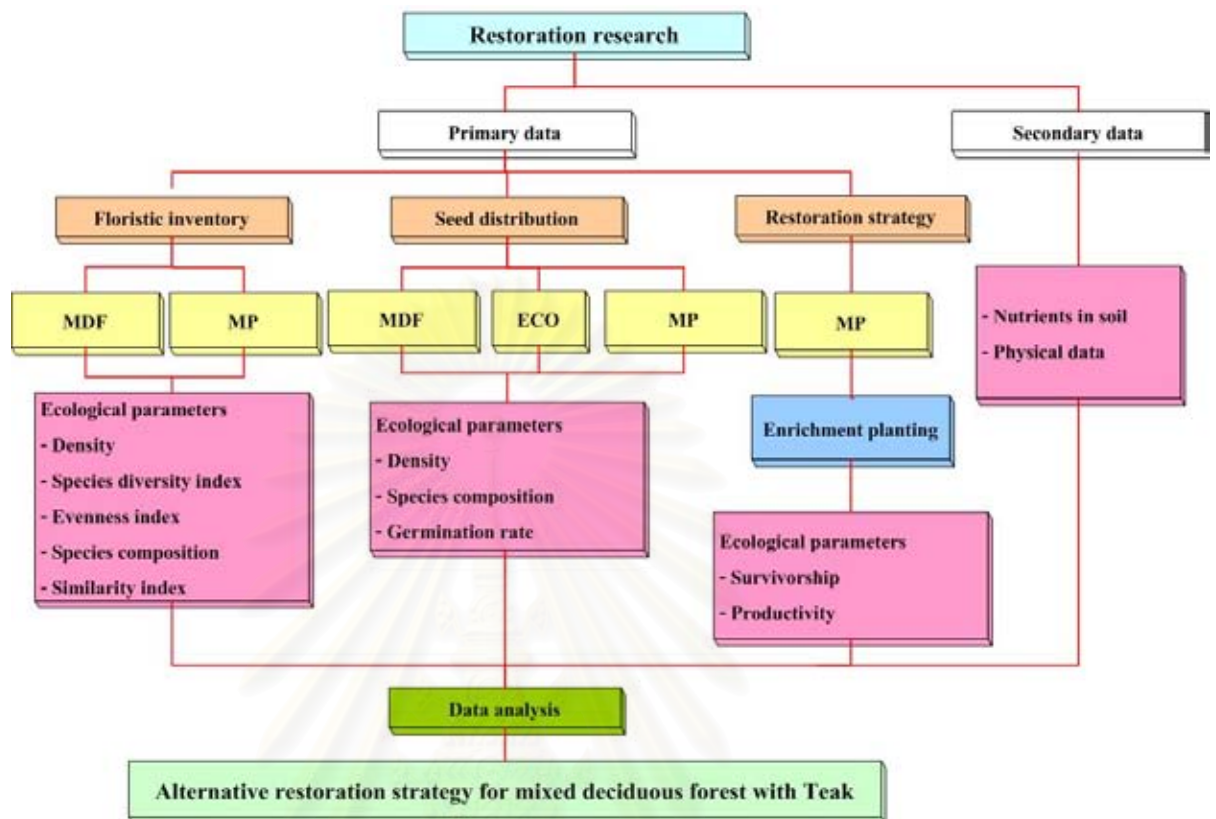 Restoration research
Primary data
Secondary data
Floristic inventory
Seed distribution
Restoration strategy
MDF
MP
MDF
ECO
MP
MP
- Nutrients in soil
- Physical data
Ecological parameters
- Density
- Species diversity index
- Evenness index
- Species composition
- Similarity index
Ecological parameters
- Density
- Species composition
- Germination rate
Enrichment planting
Ecological parameters
- Survivorship
- Productivity
Data analysis
Alternative restoration strategy for mixed deciduous forest with Teak